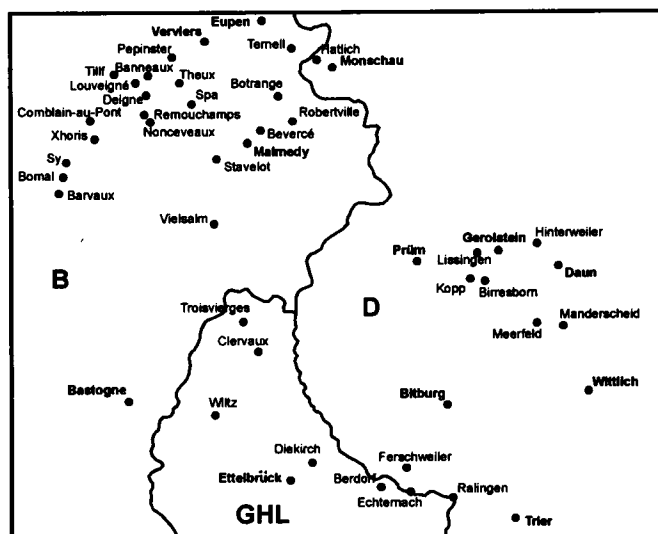 Eupen
Verviers
Ternell
Hatlich
Pepinster
Monschau
Tilff
Banneaux
Theux
Louveigné
Botrange
Deigne
Spa
Comblain-au-Pont
Remouchamps
Robertville
Nonceveaux
Xhoris
Bevercé
Malmedy
Sy
Stavelot
Bomal
Barvaux
Vielsalm
Gerolstein
Hinterweiler
Prüm
Lissingen
Daun
B
Kopp
Birresborn
D
Troisvierges
Manderscheid
Meerfeld
Clervaux
Bastogne
Wiltz
Bitburg
Wittlich
Diekirch
Ferschweiler
Ettelbrück
Berdorf
Echternach
Ralingen
GHL
Trier